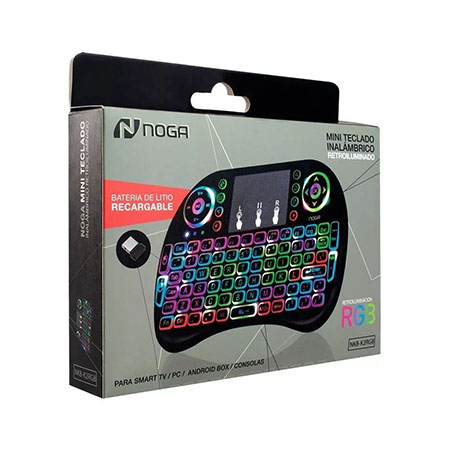 NOGA
MINI TECLADO
INALÁMBRICO
RETROILUMINADO
BATERIA DE LITIO
RECARGABLE
NOGA MINI TECLADO
INALÁMBRICO RETROILUMINADO
L R
noga
RETROILUMINACIÓN
RGB
NKB-K2RGB
PARA SMART TV / PC / ANDROID BOX / CONSOLAS